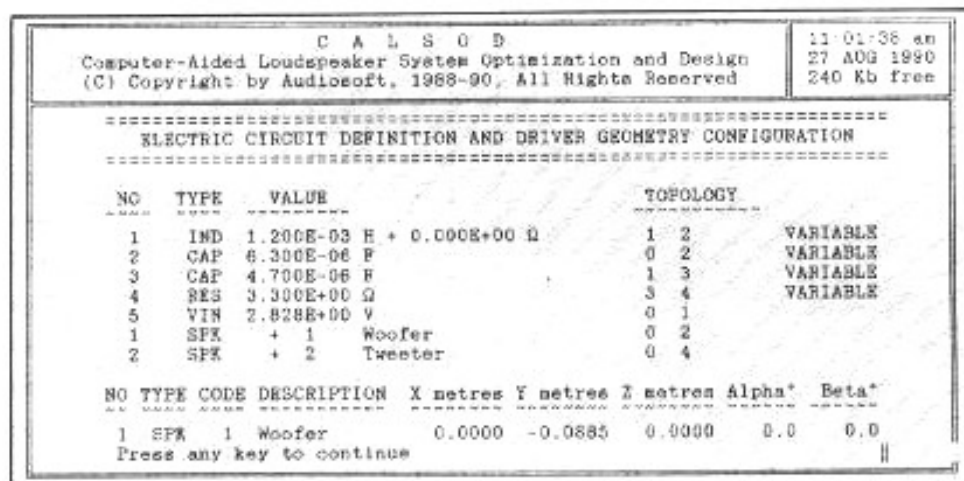 C A L S O D
Computer-Aided Loudspeaker System Optimization and Design
(C) Copyright by Audiosoft, 1988-90, All Rights Reserved
11:01:38 am
27 AUG 1990
240 Kb free
ELECTRIC CIRCUIT DEFINITION AND DRIVER GEOMETRY CONFIGURATION
NO TYPE VALUE TOPOLOGY
1 IND 1.200E-03 H + 0.000E+00 Ω 1 2 VARIABLE
2 CAP 6.300E-06 F 0 2 VARIABLE
3 CAP 4.700E-06 F 1 3 VARIABLE
4 RES 3.300E+00 Ω 3 4 VARIABLE
5 VIN 2.828E+00 V 0 1
1 SPK + 1 Woofer 0 2
2 SPK + 2 Tweeter 0 4
NO TYPE CODE DESCRIPTION X metres Y metres Z metres Alpha° Beta°
1 SPK 1 Woofer 0.0000 -0.0885 0.0000 0.0 0.0
Press any key to continue